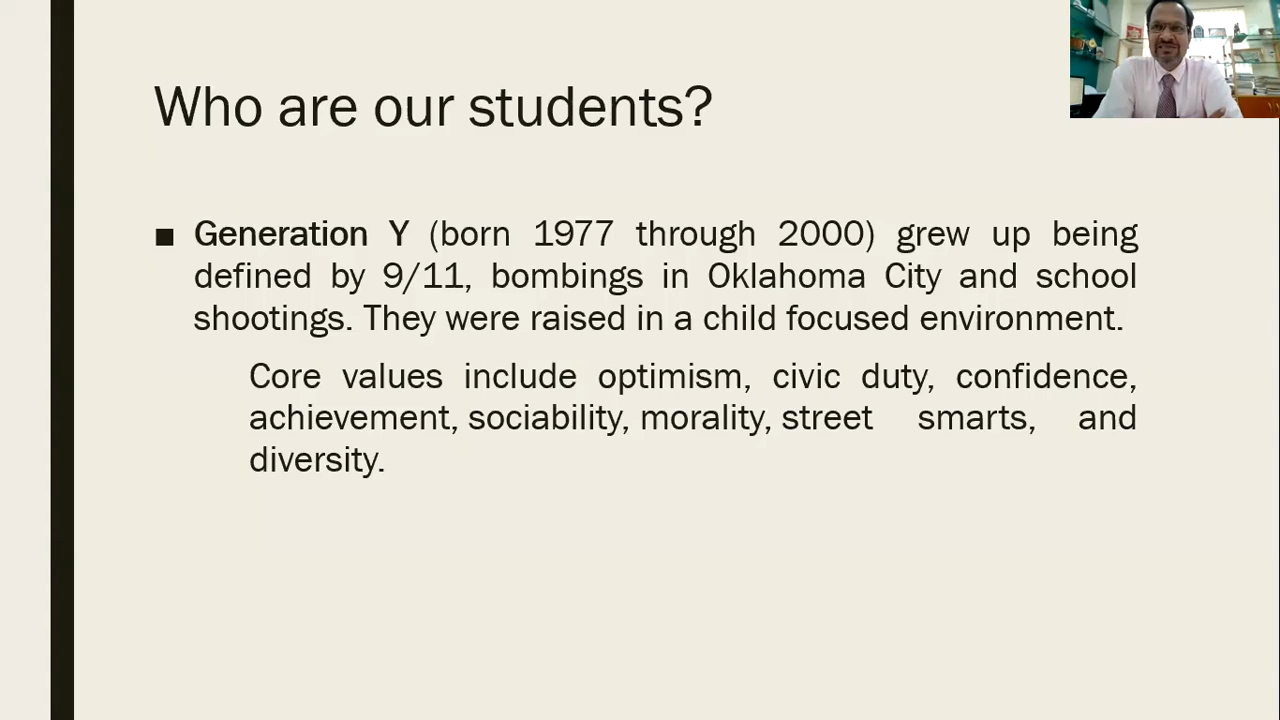 Who are our students?
■ Generation Y (born 1977 through 2000) grew up being
defined by 9/11, bombings in Oklahoma City and school
shootings. They were raised in a child focused environment.
Core values include optimism, civic duty, confidence,
achievement, sociability, morality, street smarts, and
diversity.